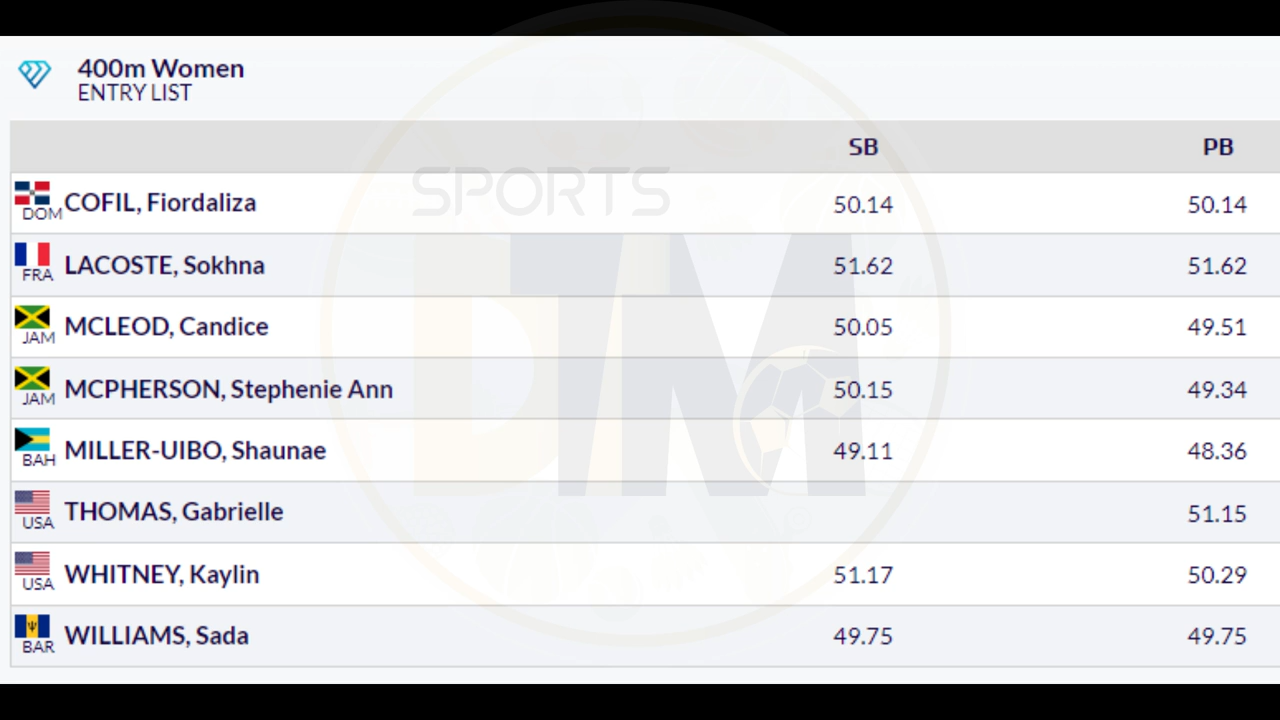 400m Women
ENTRY LIST
SB PB
SPORTS
DTM
DOM COFIL, Fiordaliza 50.14 50.14
FRA LACOSTE, Sokhna 51.62 51.62
JAM MCLEOD, Candice 50.05 49.51
JAM MCPHERSON, Stephenie Ann 50.15 49.34
BAH MILLER-UIBO, Shaunae 49.11 48.36
USA THOMAS, Gabrielle 51.15
USA WHITNEY, Kaylin 51.17 50.29
BAR WILLIAMS, Sada 49.75 49.75